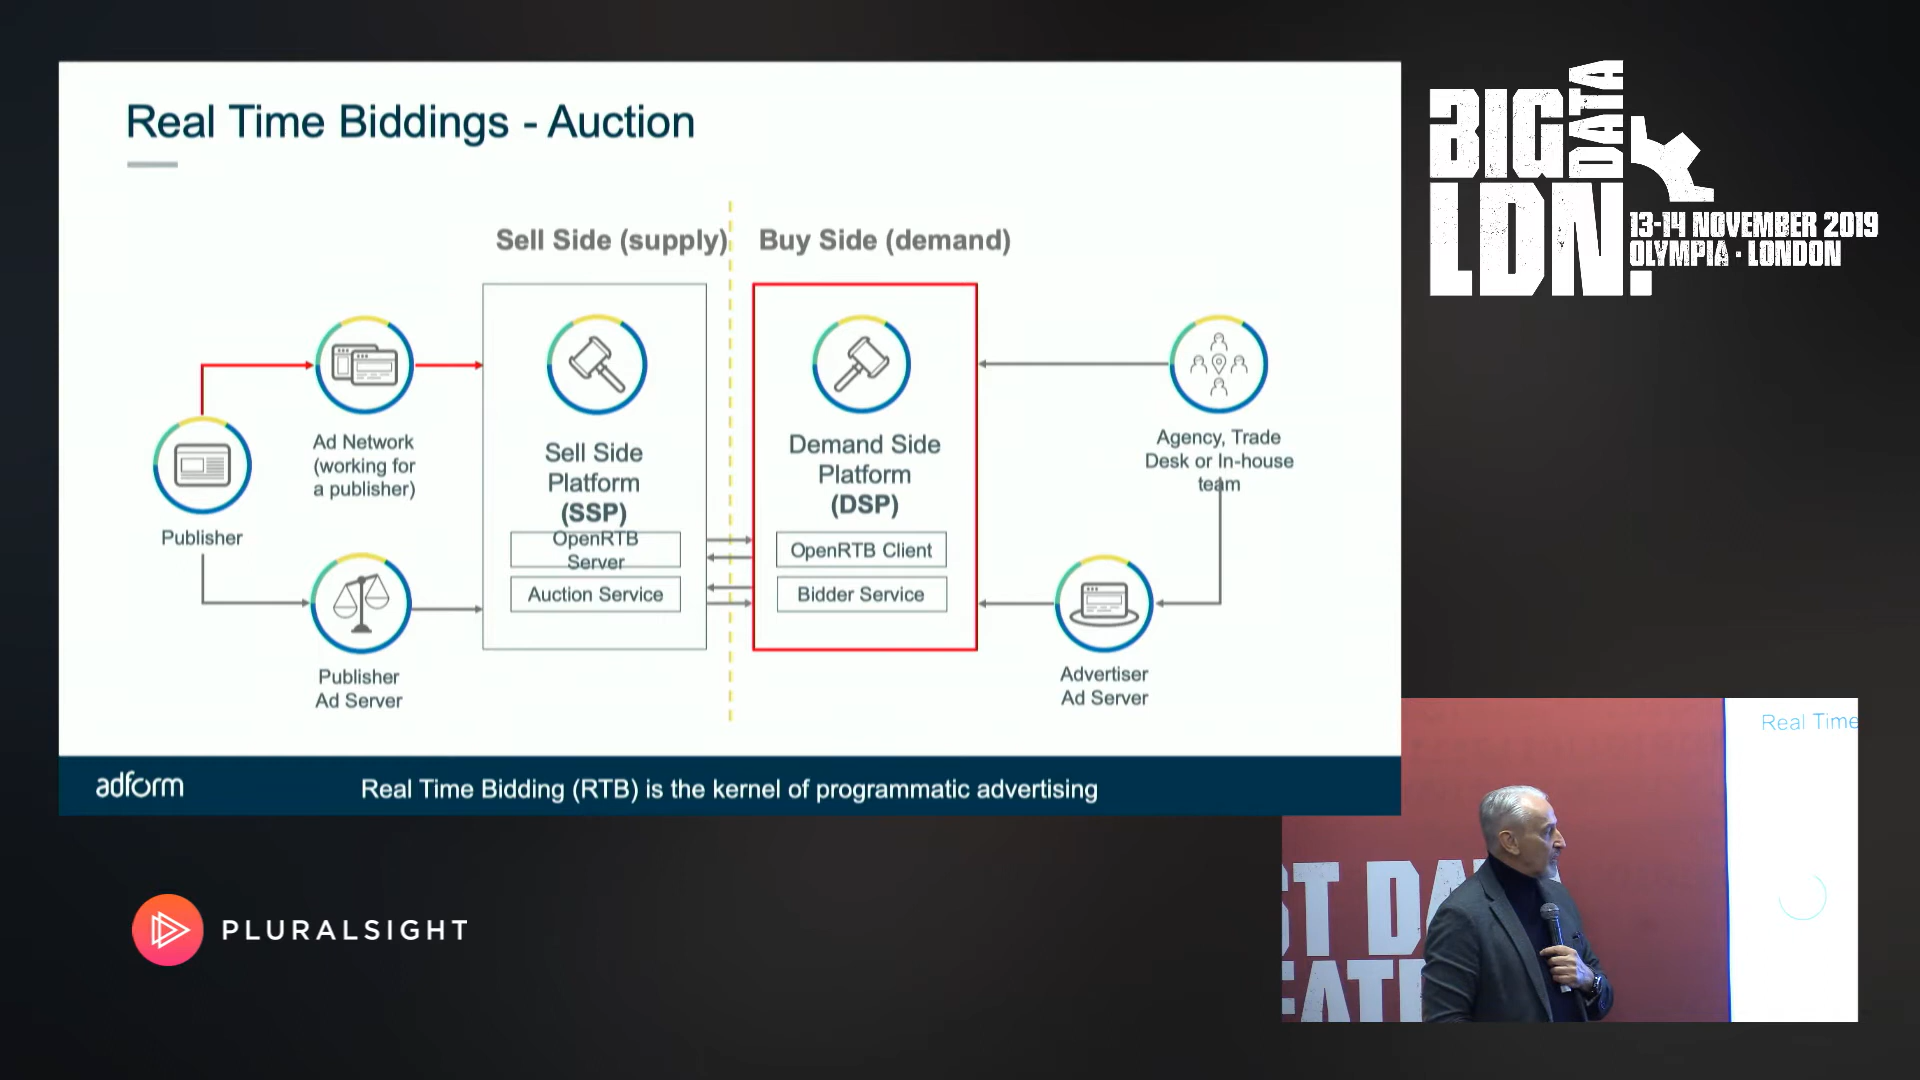 Real Time Biddings - Auction
Sell Side (supply)
Buy Side (demand)
Ad Network
(working for
a publisher)
Publisher
Publisher
Ad Server
Sell Side
Platform
(SSP)
OpenRTB
Server
Auction Service
Demand Side
Platform
(DSP)
OpenRTB Client
Bidder Service
Agency, Trade
Desk or In-house
team
Advertiser
Ad Server
adform
Real Time Bidding (RTB) is the kernel of programmatic advertising
BIG
DATA
LDN.
13-14 NOVEMBER 2019
OLYMPIA · LONDON
Real Time
ST DA
EAT
PLURALSIGHT